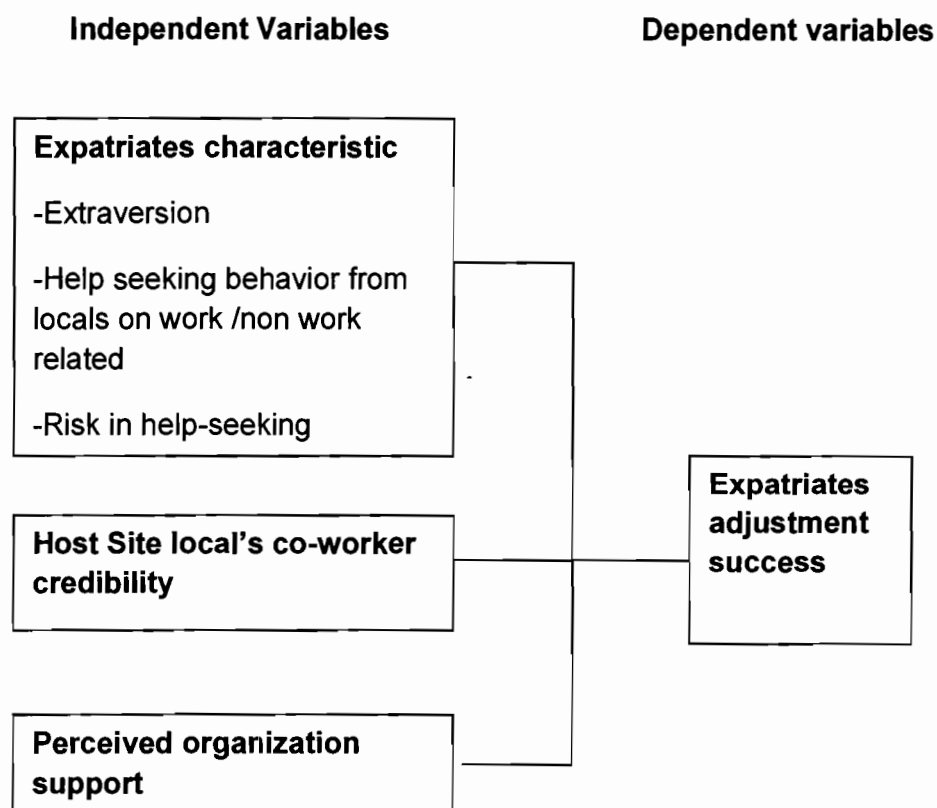 Independent Variables
Dependent variables
Expatriates characteristic
-Extraversion
-Help seeking behavior from
locals on work /non work
related
-Risk in help-seeking
Host Site local's co-worker
credibility
Perceived organization
support
Expatriates
adjustment
success